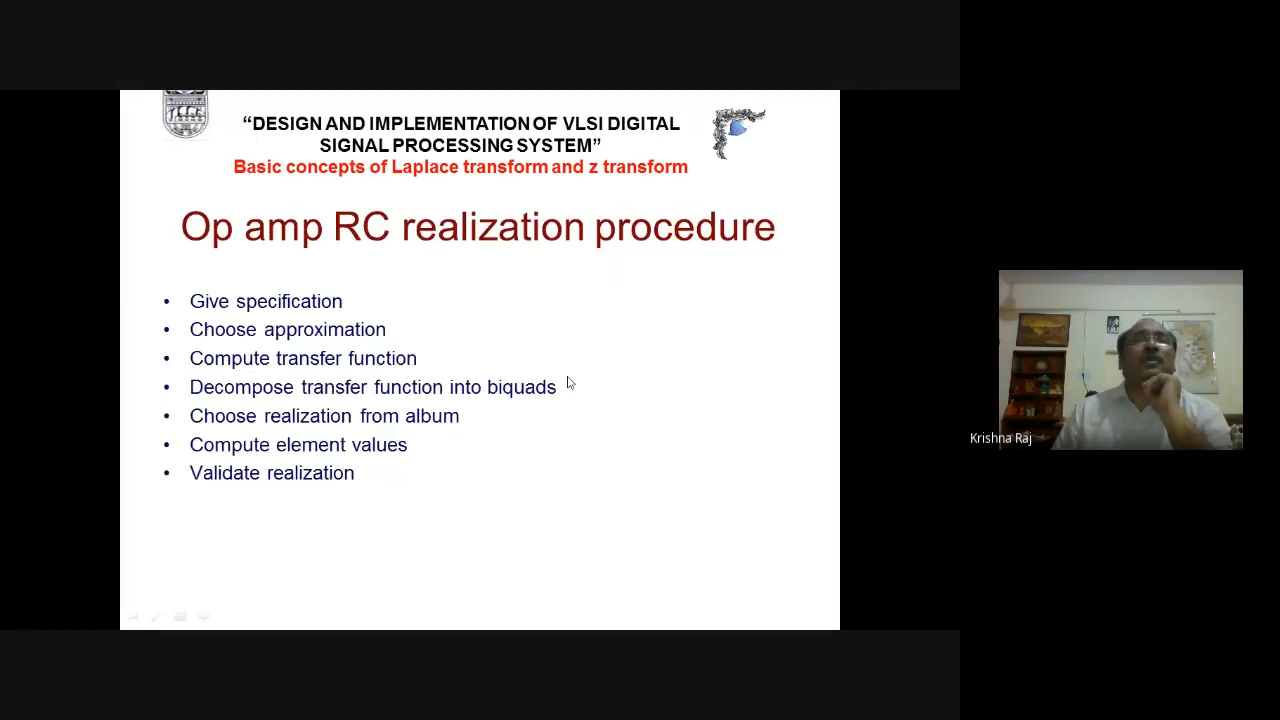 “DESIGN AND IMPLEMENTATION OF VLSI DIGITAL
SIGNAL PROCESSING SYSTEM”
Basic concepts of Laplace transform and z transform
Op amp RC realization procedure
• Give specification
• Choose approximation
• Compute transfer function
• Decompose transfer function into biquads
• Choose realization from album
• Compute element values
• Validate realization
Krishna Raj